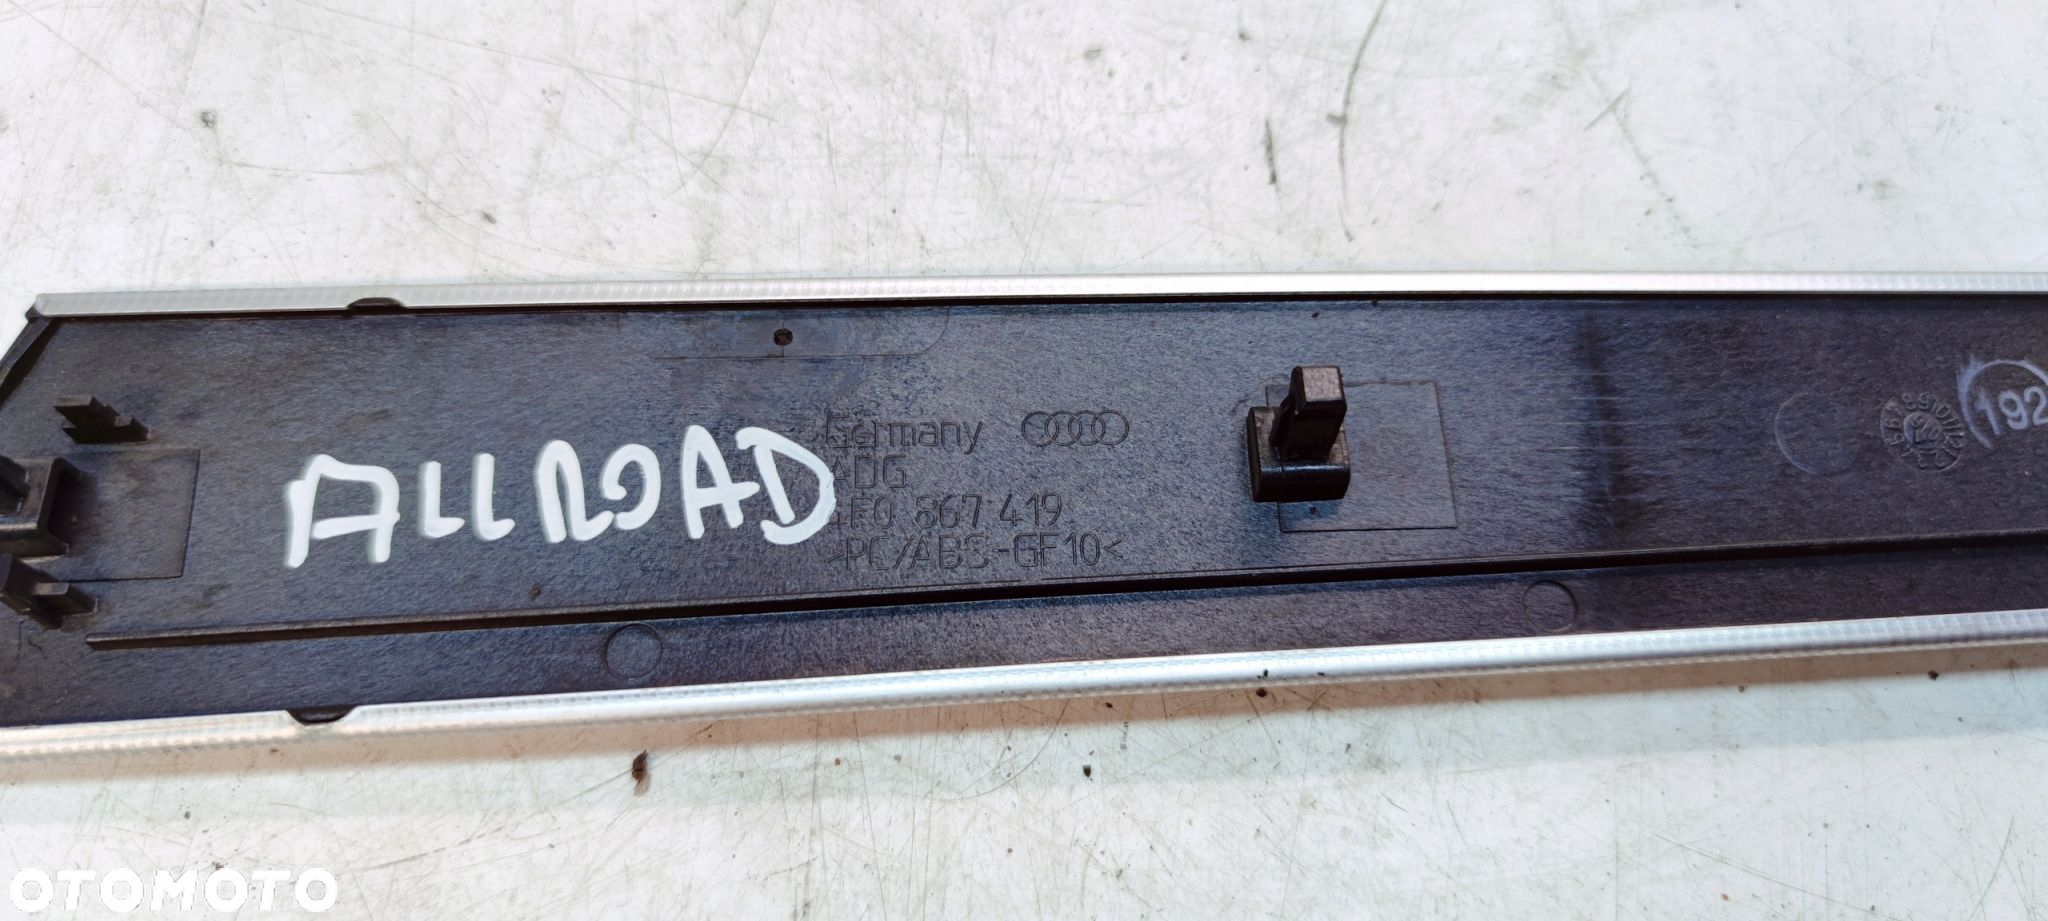 ALLROAD
Germany
ADG
4F0 867 419
>PC/ABS-GF10<
192
OTOMOTO